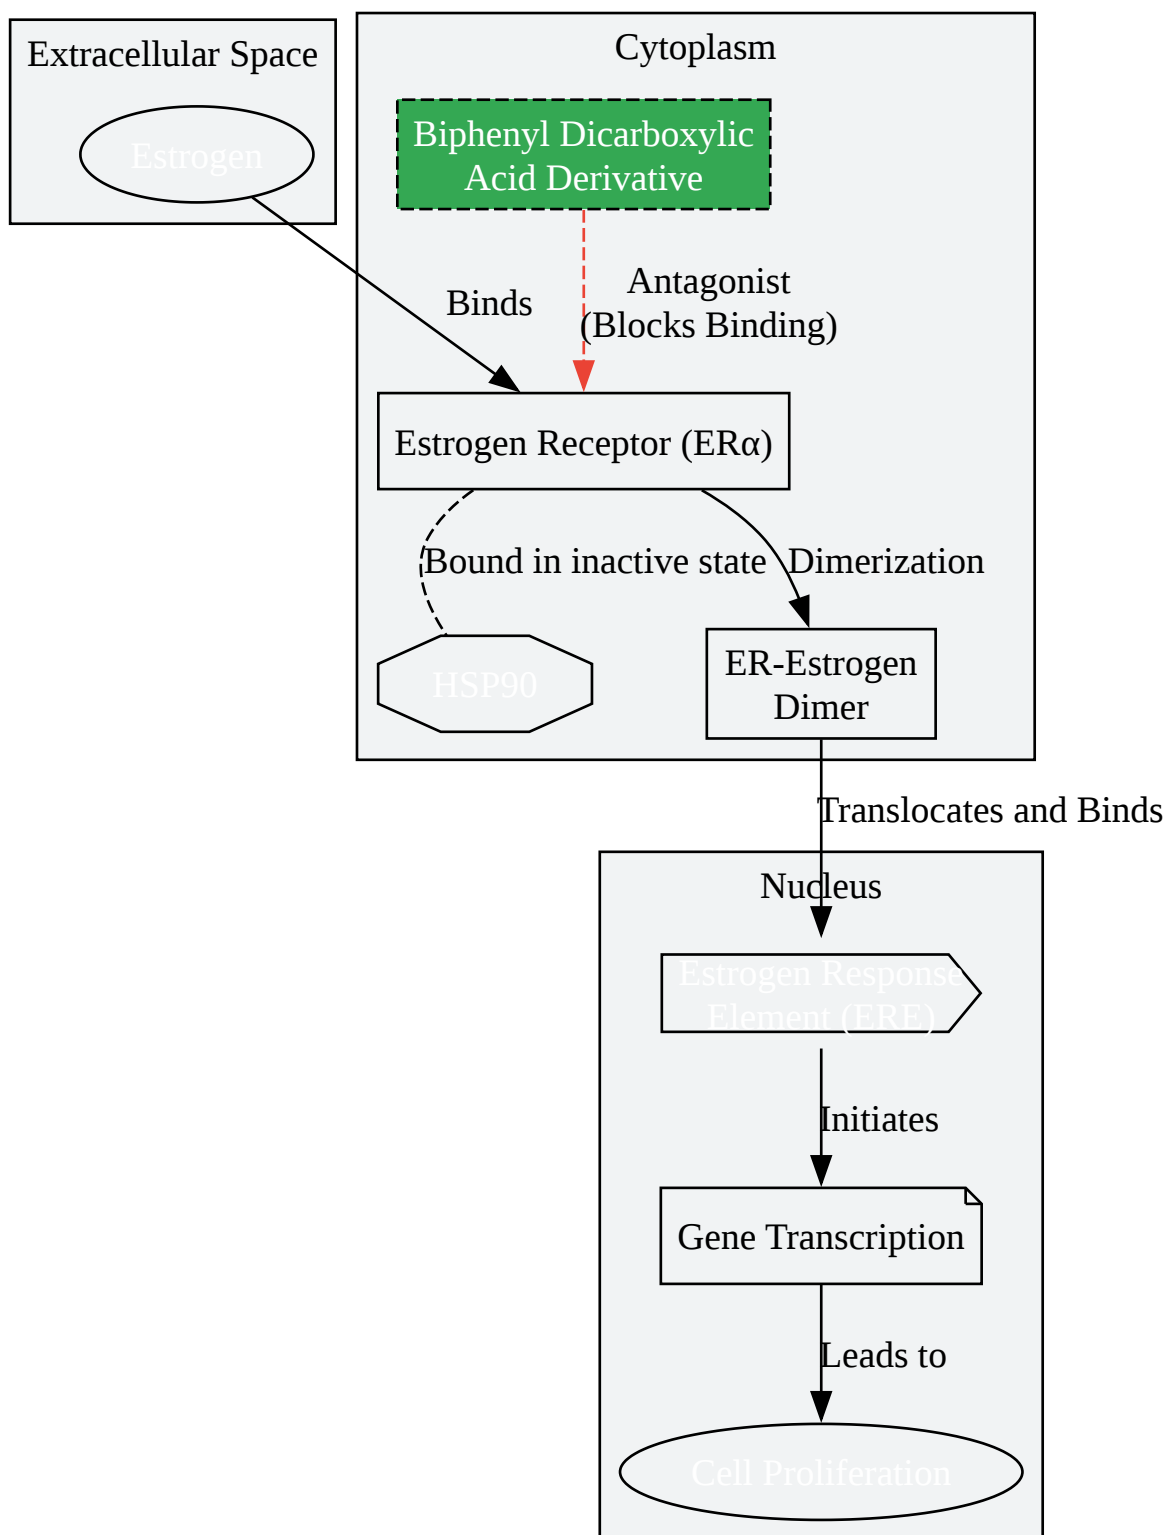 Extracellular Space
Estrogen
Cytoplasm
Biphenyl Dicarboxylic
Acid Derivative
Binds
Antagonist
(Blocks Binding)
Estrogen Receptor (ERα)
Bound in inactive state
Dimerization
HSP90
ER-Estrogen
Dimer
Translocates and Binds
Nucleus
Estrogen Response
Element (ERE)
Initiates
Gene Transcription
Leads to
Cell Proliferation